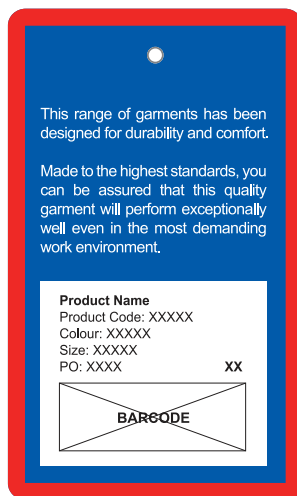 This range of garments has been
designed for durability and comfort.
Made to the highest standards, you
can be assured that this quality
garment will perform exceptionally
well even in the most demanding
work environment.
Product Name
Product Code: XXXXX
Colour: XXXXX
Size: XXXXX
PO: XXXX XX
BARCODE